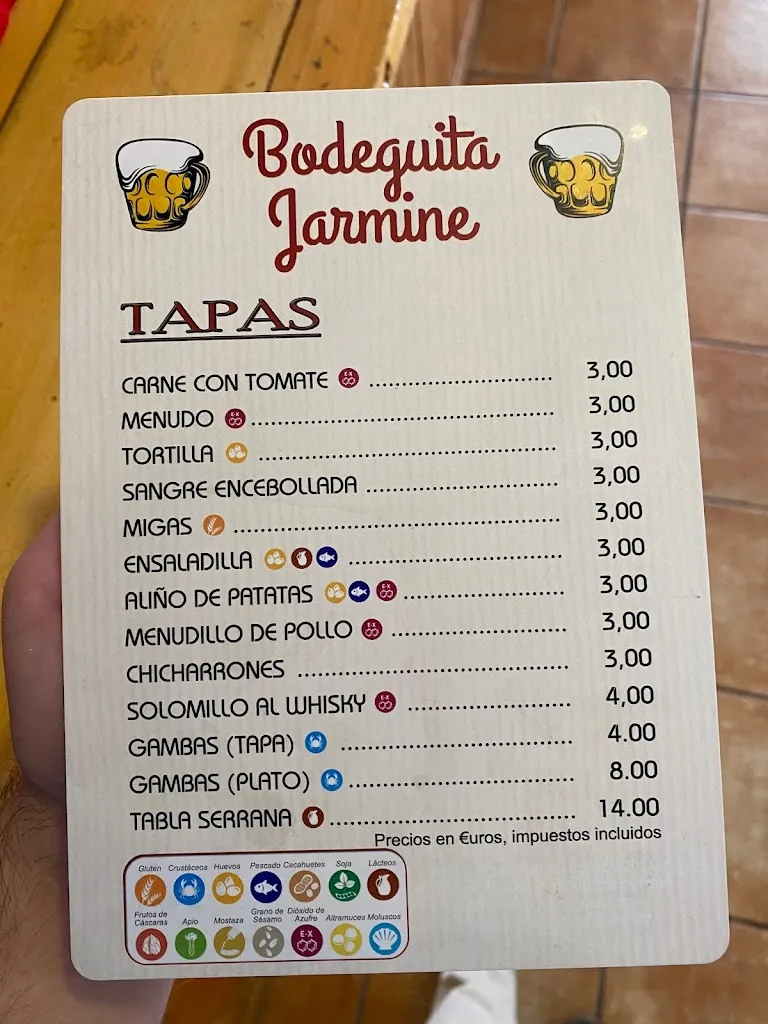 Bodeguita
Jarmine
TAPAS
CARNE CON TOMATE E-X .......... 3,00
MENUDO E-X .......... 3,00
TORTILLA .......... 3,00
SANGRE ENCEBOLLADA .......... 3,00
MIGAS .......... 3,00
ENSALADILLA .......... 3,00
ALIÑO DE PATATAS E-X .......... 3,00
MENUDILLO DE POLLO E-X .......... 3,00
CHICHARRONES .......... 3,00
SOLOMILLO AL WHISKY E-X .......... 4,00
GAMBAS (TAPA) .......... 4.00
GAMBAS (PLATO) .......... 8.00
TABLA SERRANA .......... 14.00
Precios en €uros, impuestos incluidos
Gluten Crustáceos Huevos Pescado Cacahuetes Soja Lácteos
Frutos de Cáscaras Apio Mostaza Grano de Sésamo Dióxido de Azufre Altramuces Moluscos
E-X